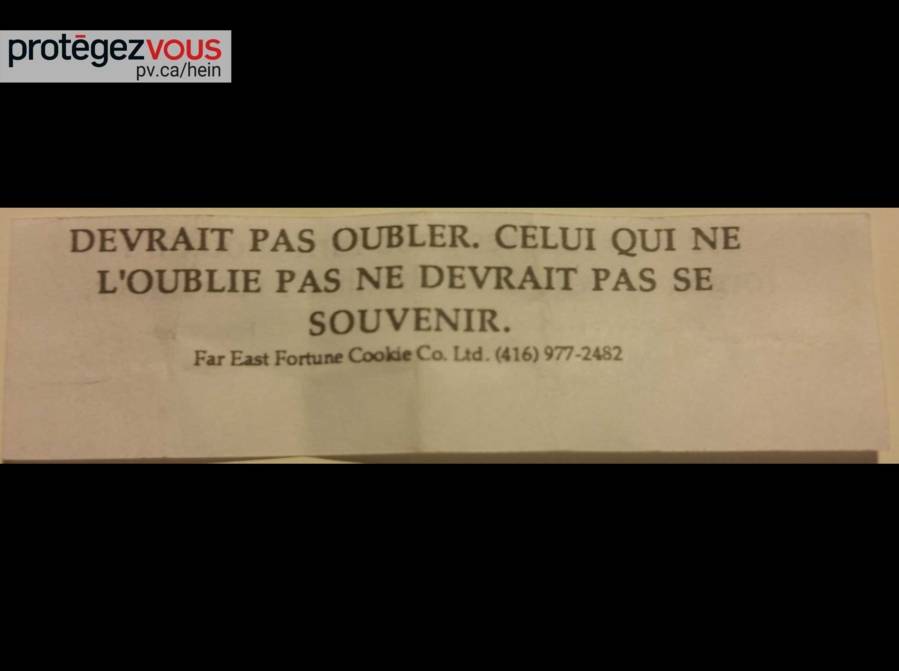 protégezvous
pv.ca/hein
DEVRAIT PAS OUBLER. CELUI QUI NE
L'OUBLIE PAS NE DEVRAIT PAS SE
SOUVENIR.
Far East Fortune Cookie Co. Ltd. (416) 977-2482